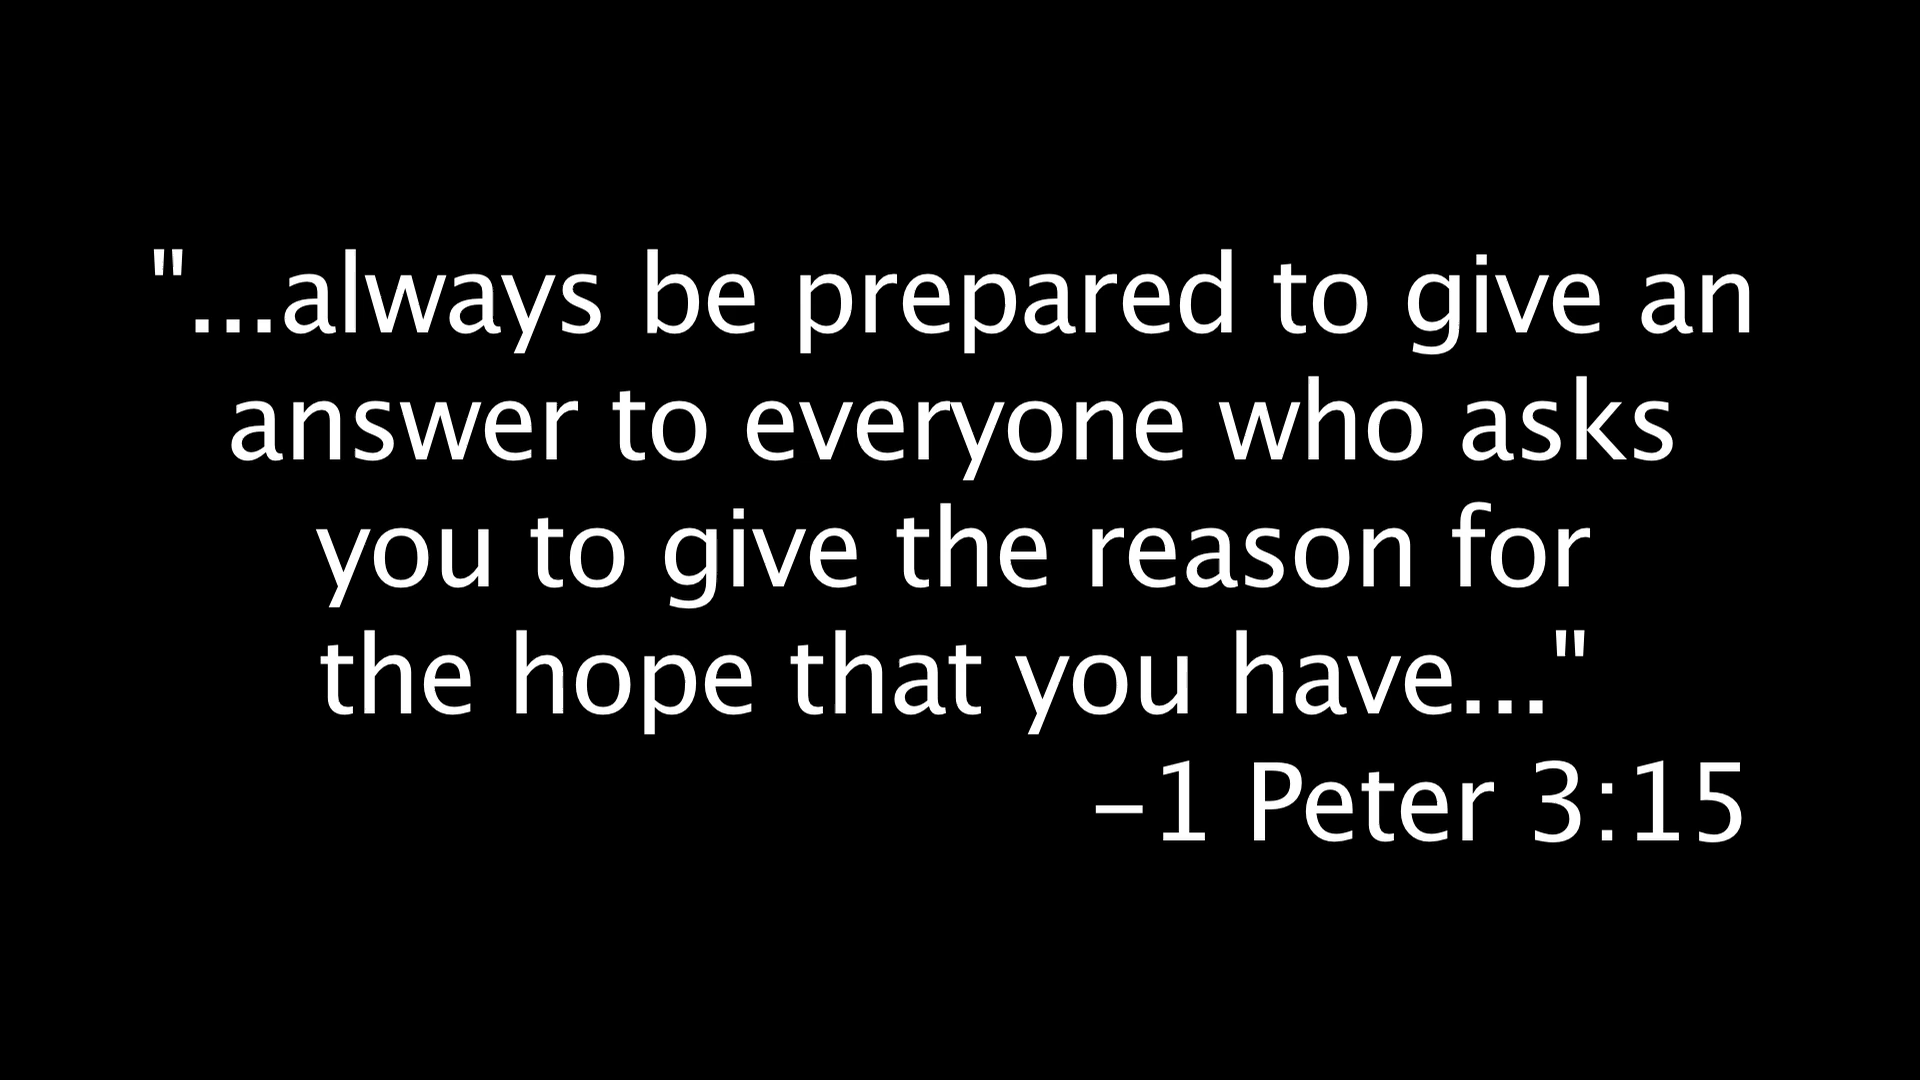 "...always be prepared to give an
answer to everyone who asks
you to give the reason for
the hope that you have..."
–1 Peter 3:15